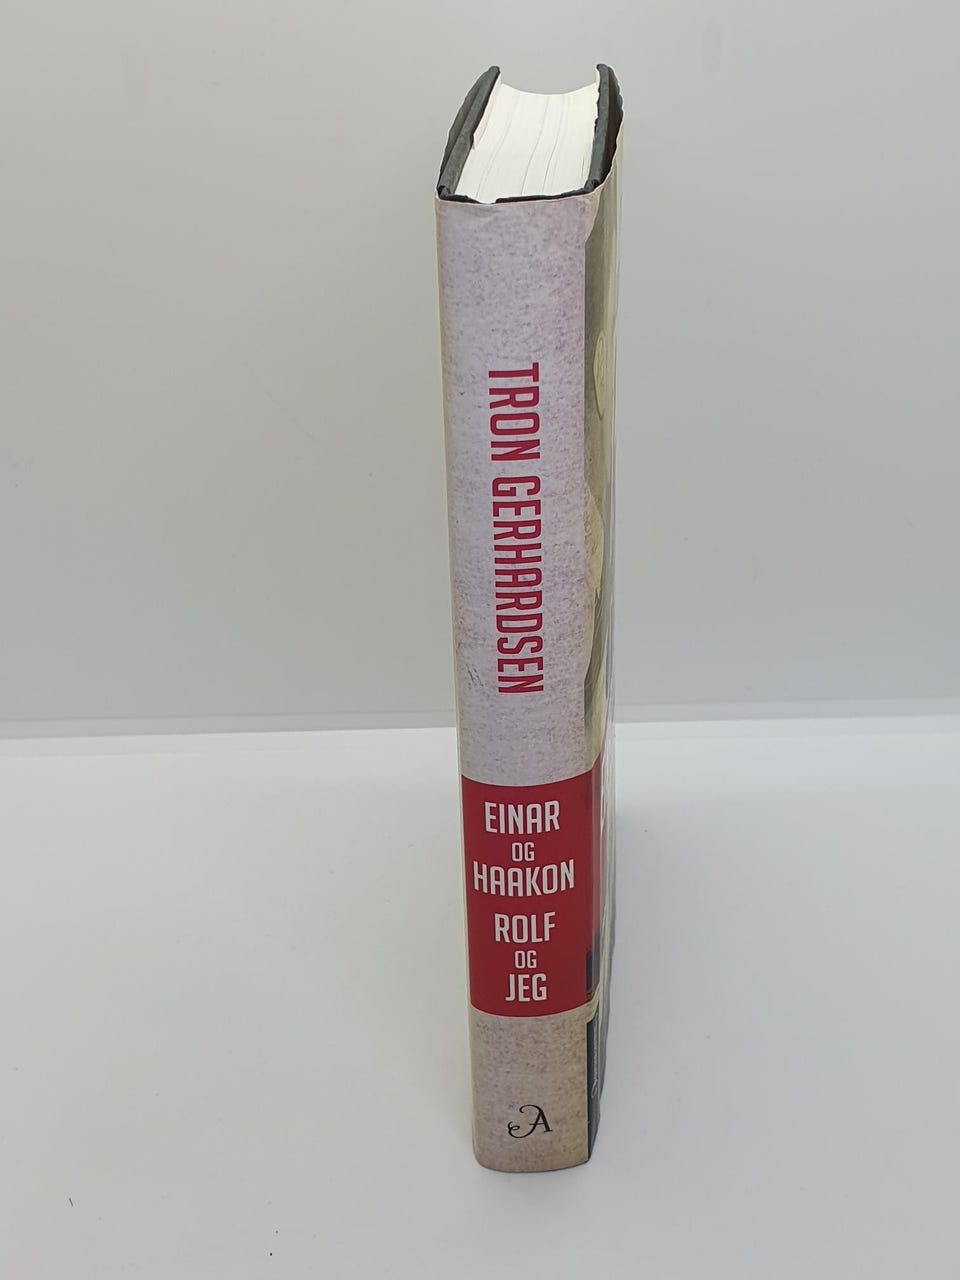 TRON GERHARDSEN
EINAR
OG
HAAKON
ROLF
OG
JEG
A